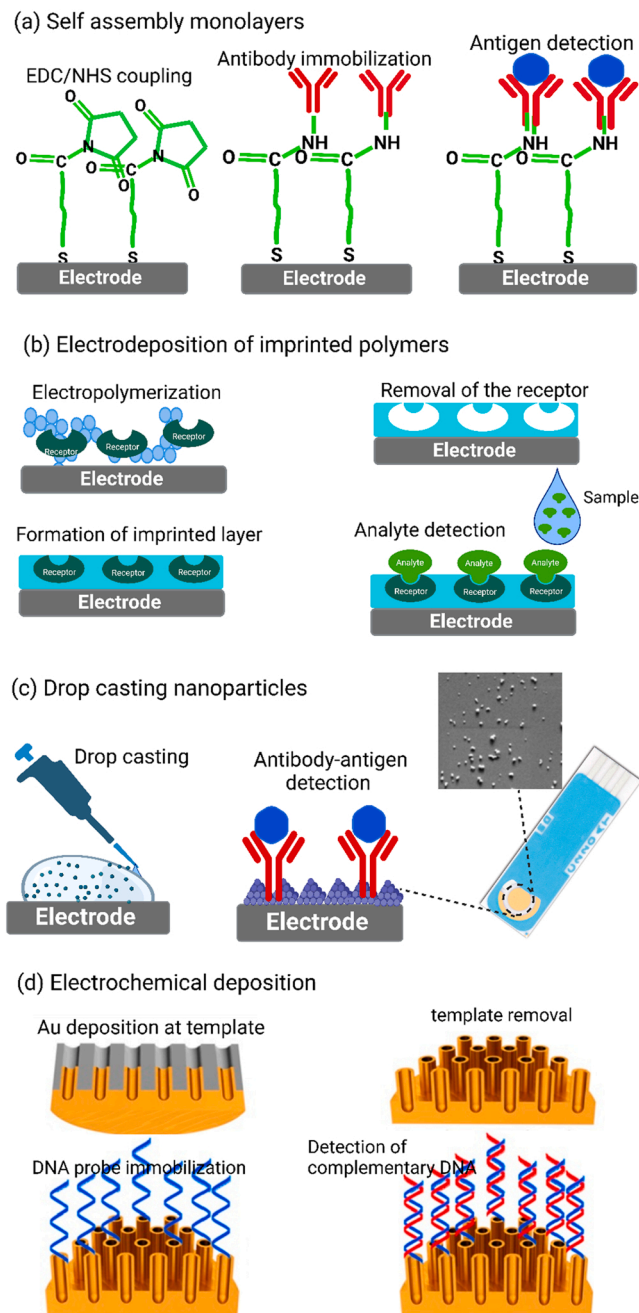 (a) Self assembly monolayers
EDC/NHS coupling
Antibody immobilization
Antigen detection
O
O
N
O
C
O
N
O
C
O
S
S
Electrode
NH
NH
O
C
O
C
S
S
Electrode
NH
NH
O
C
O
C
S
S
Electrode
(b) Electrodeposition of imprinted polymers
Electropolymerization
Receptor
Receptor
Receptor
Electrode
Removal of the receptor
Electrode
Sample
Formation of imprinted layer
Receptor
Receptor
Receptor
Electrode
Analyte detection
Analyte
Analyte
Analyte
Receptor
Receptor
Receptor
Electrode
(c) Drop casting nanoparticles
Drop casting
Electrode
Antibody-antigen
detection
Electrode
(d) Electrochemical deposition
Au deposition at template
template removal
DNA probe immobilization
Detection of
complementary DNA